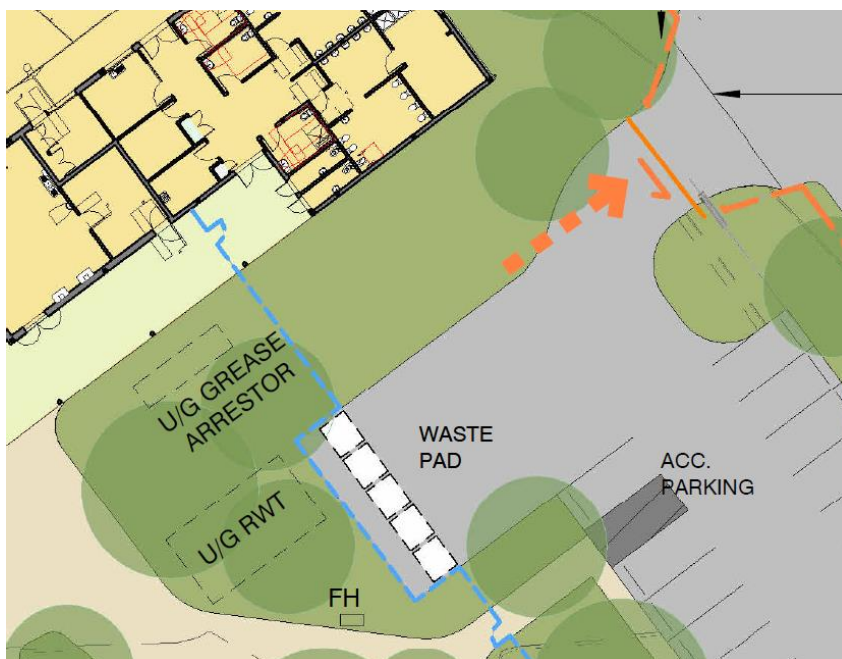 U/G GREASE
ARRESTOR
WASTE
PAD
ACC.
PARKING
U/G RWT
FH